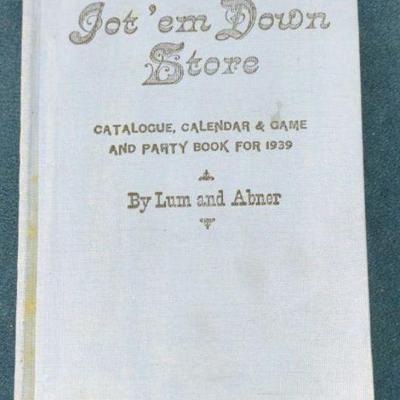 Jot 'em Down
Store
CATALOGUE, CALENDAR & GAME
AND PARTY BOOK FOR 1939
By Lum and Abner